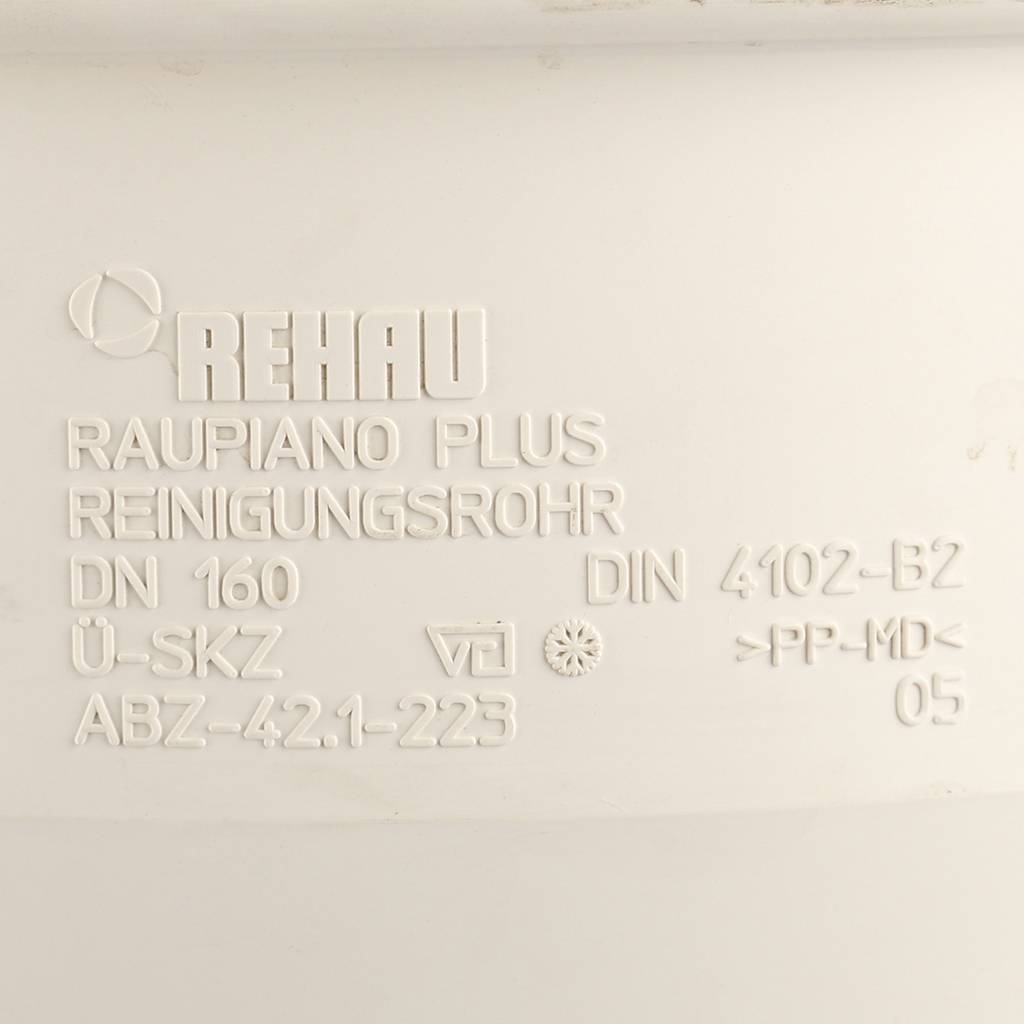 REHAU
RAUPIANO PLUS
REINIGUNGSROHR
DN 160 DIN 4102-B2
Ü-SKZ >PP-MD<
ABZ-42.1-223 05